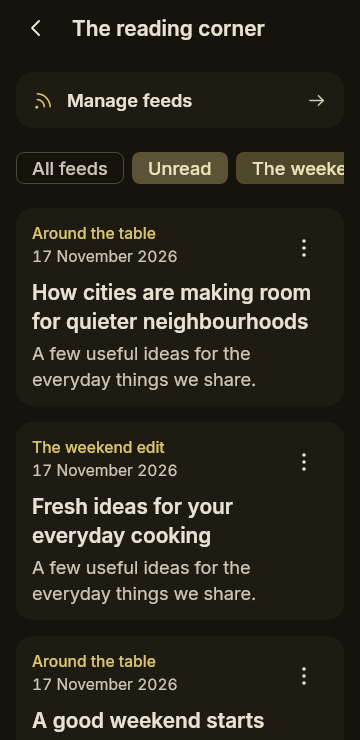 The reading corner
Manage feeds
All feeds
Unread
The weeke
Around the table
17 November 2026
How cities are making room
for quieter neighbourhoods
A few useful ideas for the
everyday things we share.
The weekend edit
17 November 2026
Fresh ideas for your
everyday cooking
A few useful ideas for the
everyday things we share.
Around the table
17 November 2026
A good weekend starts